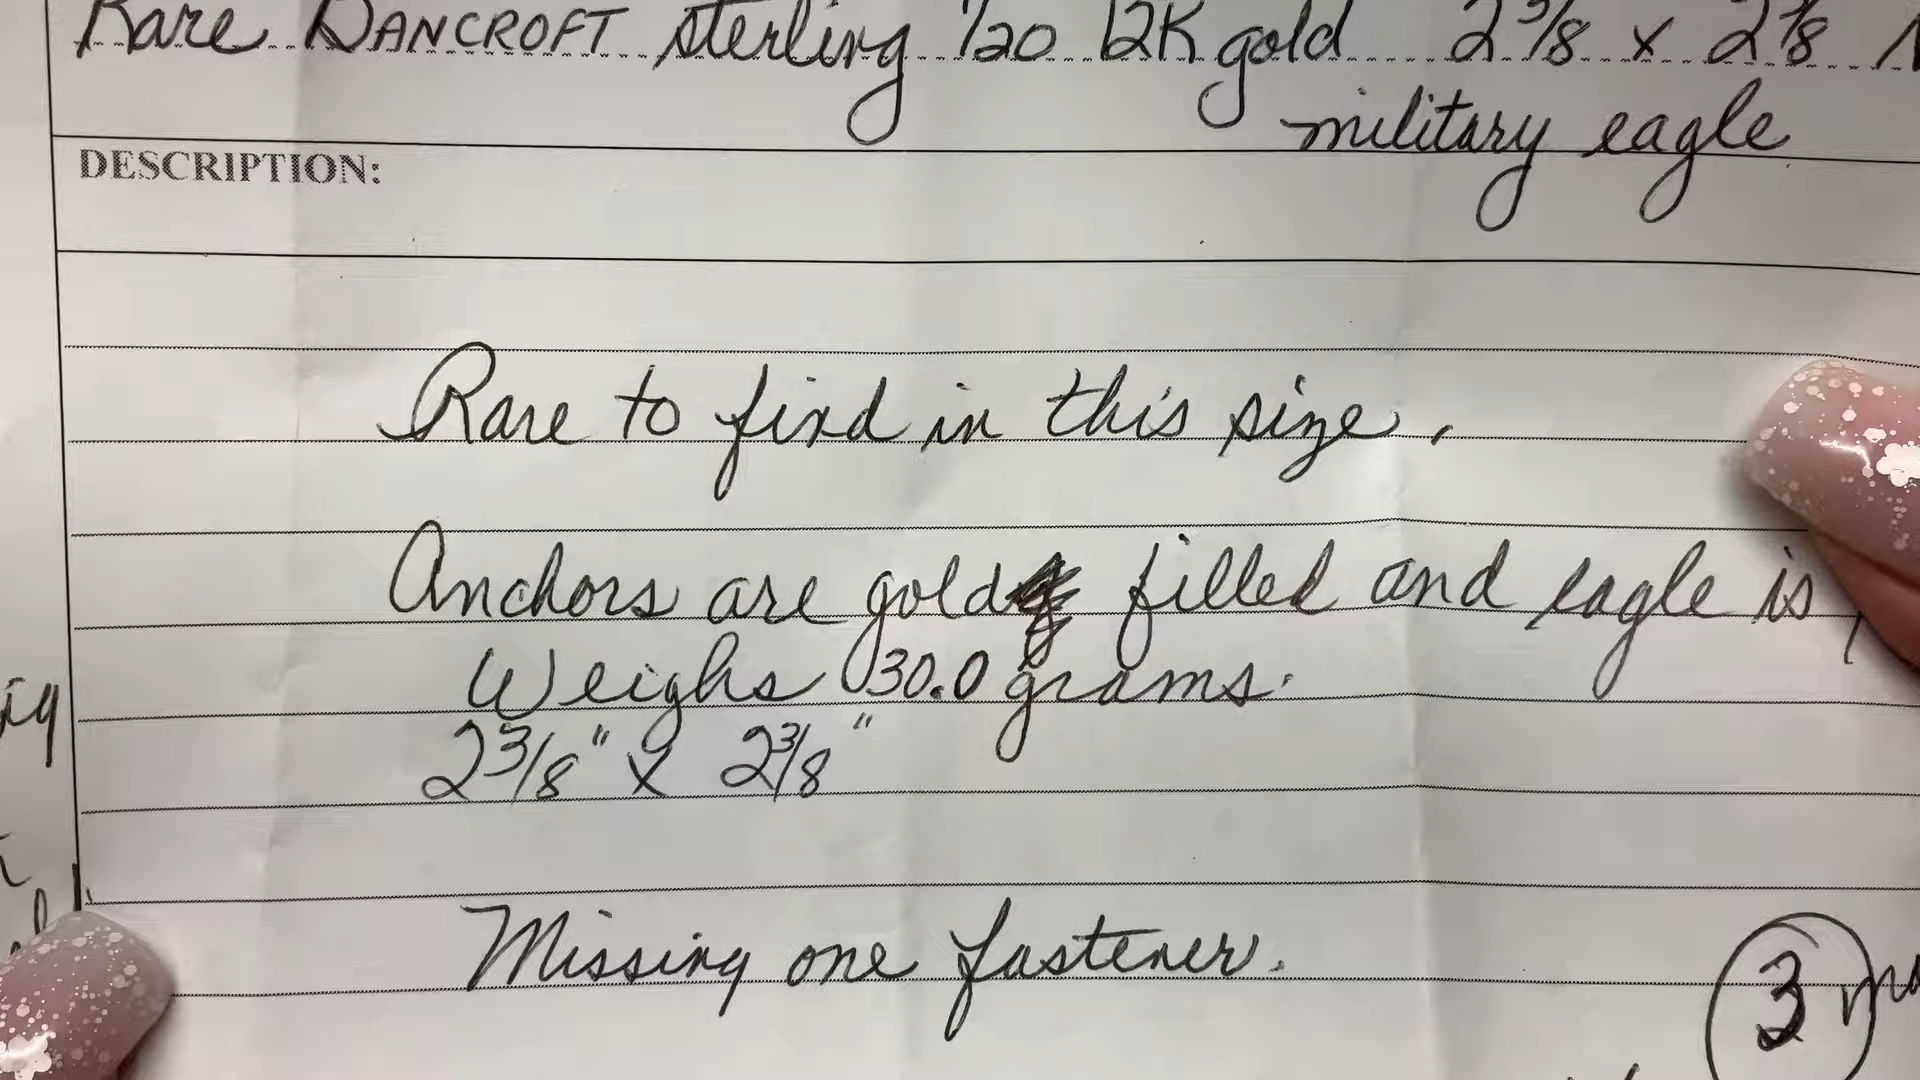 Rare DANCROFT sterling 1/20 12K gold 2 3/8 x 2 7/8
military eagle
DESCRIPTION:
Rare to find in this size.
Anchors are gold filled and eagle is
Weighs 30.0 grams.
2 3/8" x 2 3/8"
Missing one fastener.
3